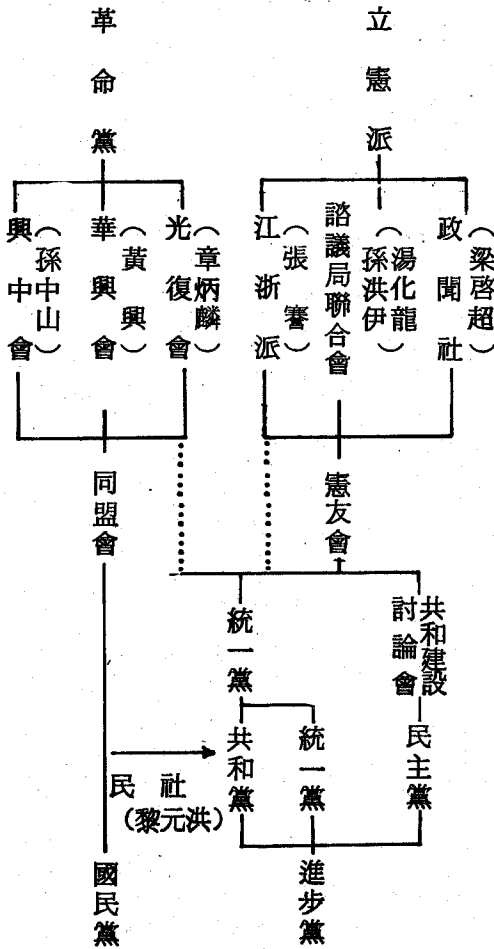 立憲派
政聞社
（梁啓超）
諮議局聯合會
（湯化龍
孫洪伊）
江浙派
（張謇）
革命黨
光復會
（章炳麟）
華興會
（黃興）
興中會
（孫中山）
憲友會
同盟會
共和建設
討論會
統一黨
民主黨
統一黨
共和黨
民社
（黎元洪）
進步黨
國民黨